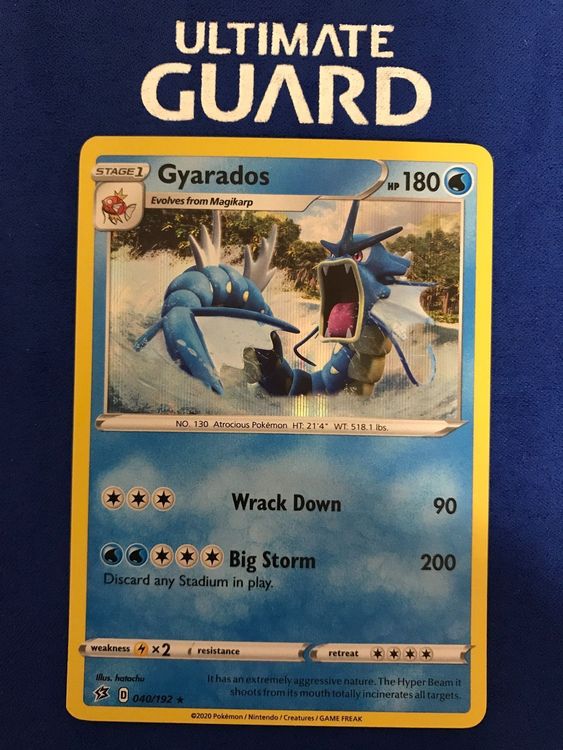 ULTIMATE
GUARD
STAGE 1
Gyarados
HP 180
Evolves from Magikarp
NO. 130 Atrocious Pokémon HT: 21'4" WT: 518.1 lbs.
Wrack Down 90
Big Storm 200
Discard any Stadium in play.
weakness ×2 resistance retreat
Illus. hatachu
It has an extremely aggressive nature. The Hyper Beam it
shoots from its mouth totally incinerates all targets.
D 040/192 ★
©2020 Pokémon / Nintendo / Creatures / GAME FREAK